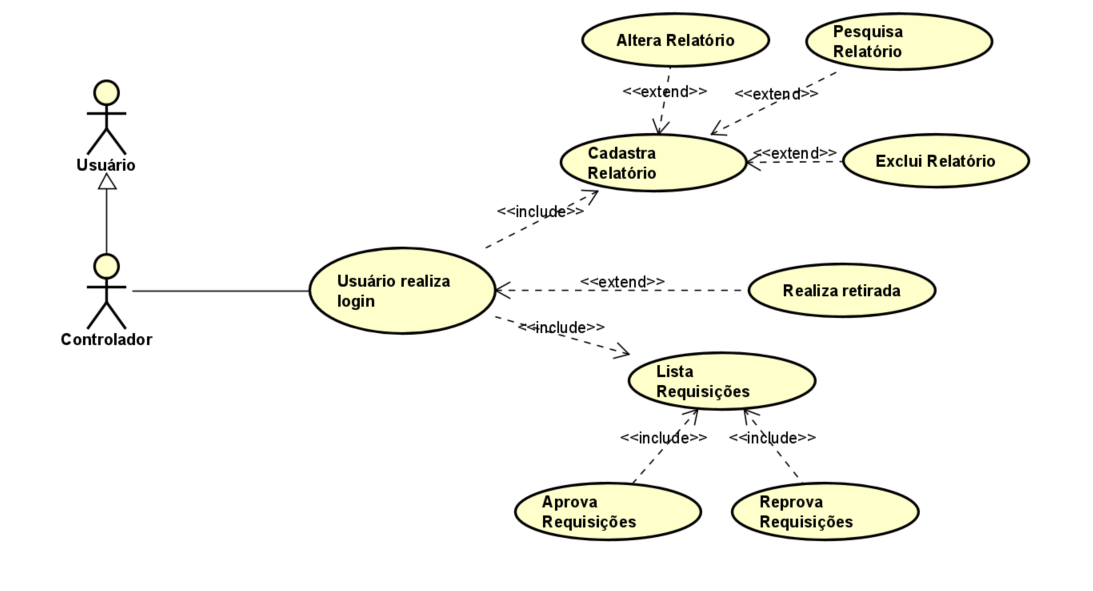 Altera Relatório
Pesquisa
Relatório
<<extend>>
<<extend>>
Usuário
Cadastra
Relatório
<<extend>>
Exclui Relatório
<<include>>
Usuário realiza
login
<<extend>>
Realiza retirada
Controlador
<<include>>
Lista
Requisições
<<include>>
<<include>>
Aprova
Requisições
Reprova
Requisições